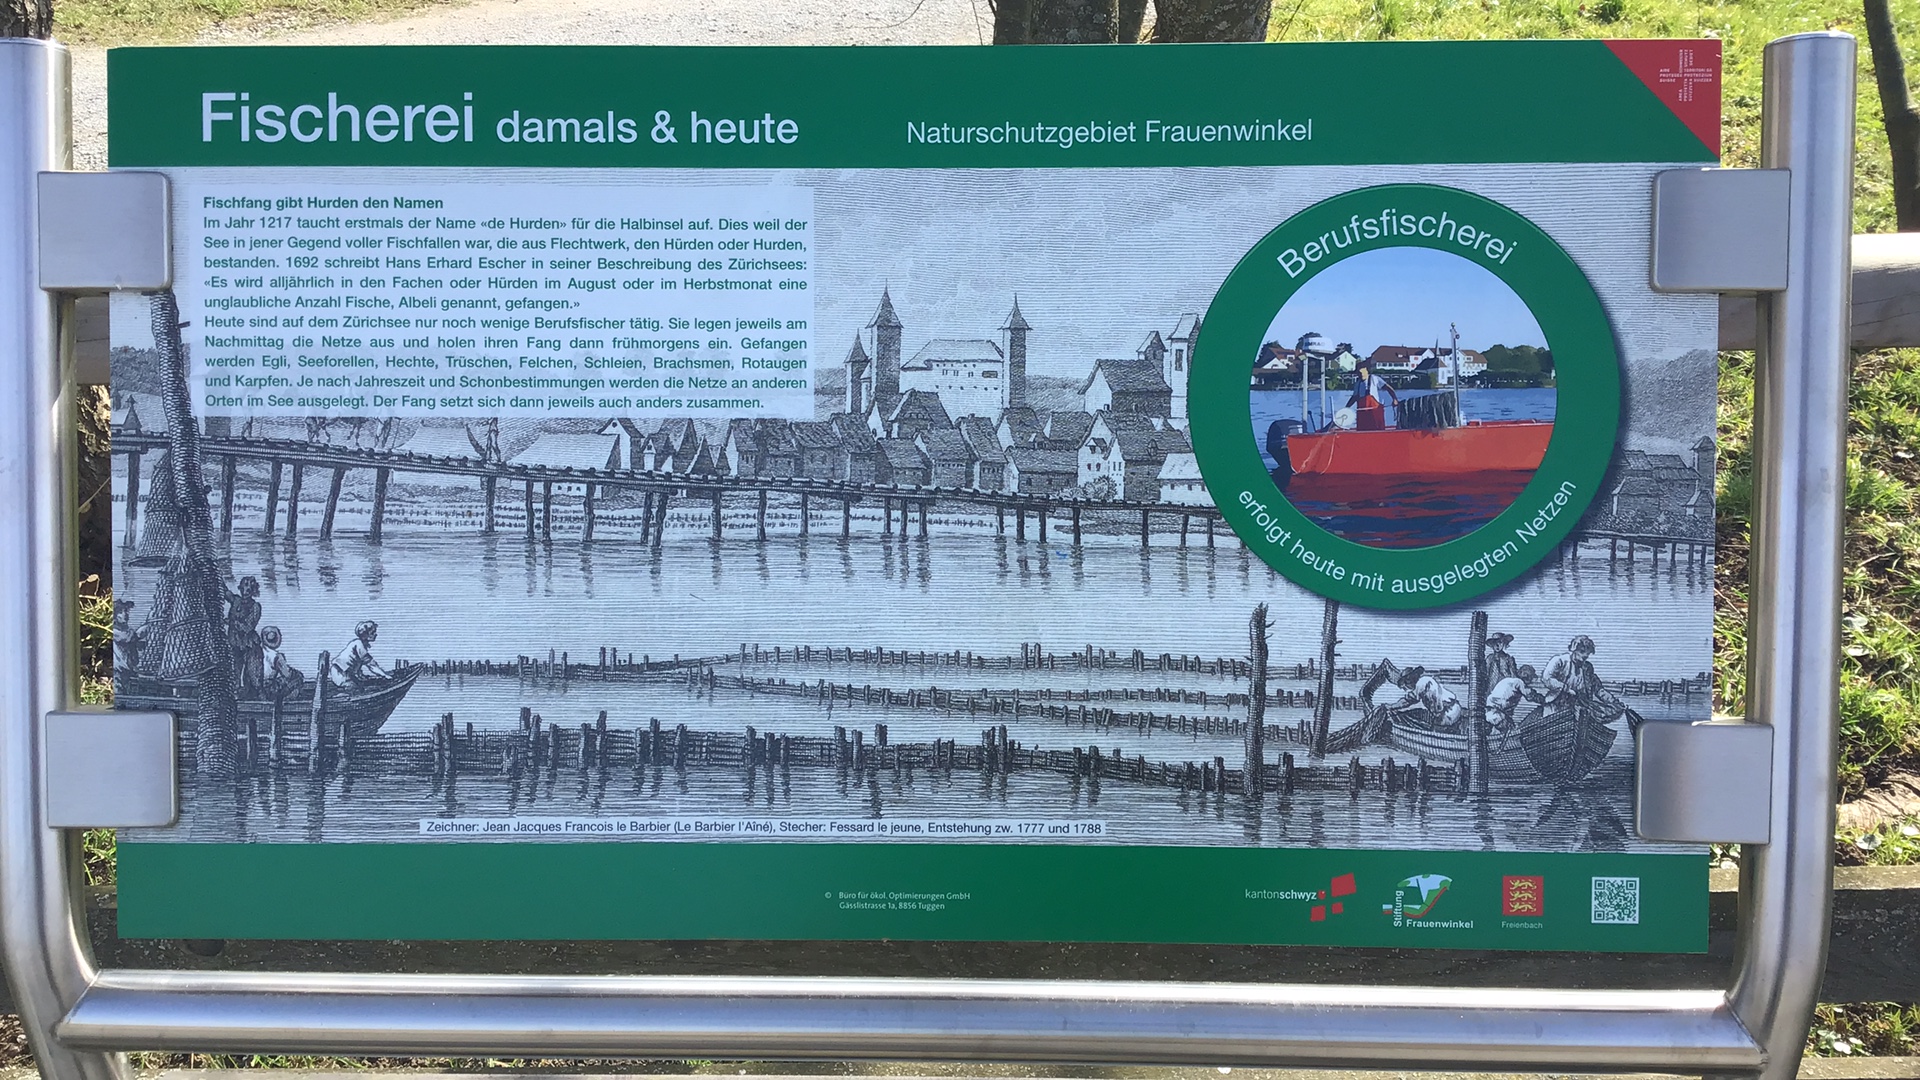 Fischerei damals & heute
Naturschutzgebiet Frauenwinkel
Fischfang gibt Hurden den Namen
Im Jahr 1217 taucht erstmals der Name «de Hurden» für die Halbinsel auf. Dies weil der
See in jener Gegend voller Fischfallen war, die aus Flechtwerk, den Hürden oder Hurden,
bestanden. 1692 schreibt Hans Erhard Escher in seiner Beschreibung des Zürichsees:
«Es wird alljährlich in den Fachen oder Hürden im August oder im Herbstmonat eine
unglaubliche Anzahl Fische, Albeli genannt, gefangen.»
Heute sind auf dem Zürichsee nur noch wenige Berufsfischer tätig. Sie legen jeweils am
Nachmittag die Netze aus und holen ihren Fang dann frühmorgens ein. Gefangen
werden Egli, Seeforellen, Hechte, Trüschen, Felchen, Schleien, Brachsmen, Rotaugen
und Karpfen. Je nach Jahreszeit und Schonbestimmungen werden die Netze an anderen
Orten im See ausgelegt. Der Fang setzt sich dann jeweils auch anders zusammen.
Berufsfischerei
erfolgt heute mit ausgelegten Netzen
Zeichner: Jean Jacques Francois le Barbier (Le Barbier l'Aîné), Stecher: Fessard le jeune, Entstehung zw. 1777 und 1788
© Büro für ökol. Optimierungen GmbH
Gässlistrasse 1a, 8856 Tuggen
kantonschwyz
Stiftung
Frauenwinkel
Freienbach